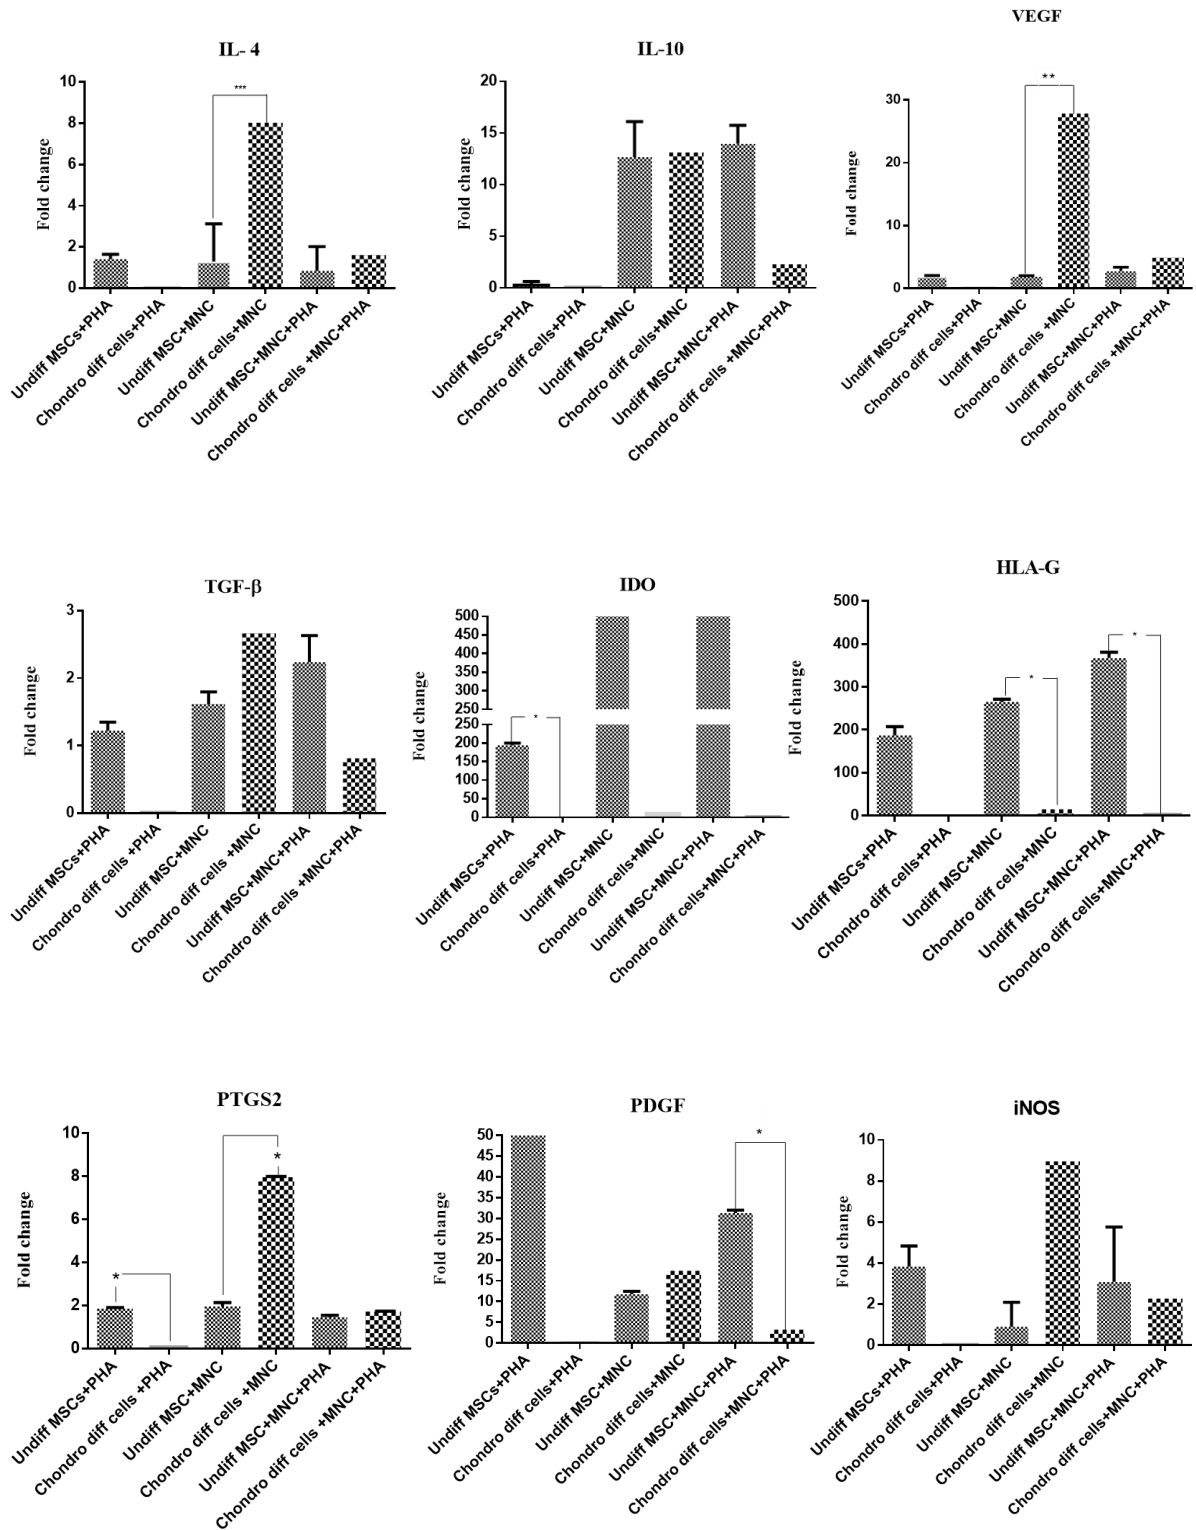 IL- 4
***
10
8
6
4
2
0
Fold change
Undiff MSCs+PHA
Chondro diff cells+PHA
Undiff MSC+MNC
Chondro diff cells+MNC
Undiff MSC+MNC+PHA
Chondro diff cells +MNC+PHA
IL-10
20
15
10
5
0
Fold change
Undiff MSCs+PHA
Chondro diff cells+PHA
Undiff MSC+MNC
Chondro diff cells+MNC
Undiff MSC+MNC+PHA
Chondro diff cells +MNC+PHA
VEGF
**
30
20
10
0
Fold change
Undiff MSCs+PHA
Chondro diff cells+PHA
Undiff MSC+MNC
Chondro diff cells +MNC
Undiff MSC+MNC+PHA
Chondro diff cells +MNC+PHA
TGF-β
3
2
1
0
Fold change
Undiff MSCs+PHA
Chondro diff cells +PHA
Undiff MSC+MNC
Chondro diff cells +MNC
Undiff MSC+MNC+PHA
Chondro diff cells +MNC+PHA
IDO
500
450
400
350
300
250
250
200
150
100
50
0
*
Fold change
Undiff MSCs+PHA
Chondro diff cells+PHA
Undiff MSC+MNC
Chondro diff cells+MNC
Undiff MSC+MNC+PHA
Chondro diff cells+MNC+PHA
HLA-G
500
400
300
200
100
0
*
*
Fold change
Undiff MSCs+PHA
Chondro diff cells+PHA
Undiff MSC+MNC
Chondro diff cells+MNC
Undiff MSC+MNC+PHA
Chondro diff cells+MNC+PHA
PTGS2
10
8
6
4
2
0
*
*
Fold change
Undiff MSCs+PHA
Chondro diff cells +PHA
Undiff MSC+MNC
Chondro diff cells +MNC
Undiff MSC+MNC+PHA
Chondro diff cells +MNC+PHA
PDGF
50
45
40
35
30
25
20
15
10
5
0
*
Fold change
Undiff MSCs+PHA
Chondro diff cells+PHA
Undiff MSC+MNC
Chondro diff cells+MNC
Undiff MSC+MNC+PHA
Chondro diff cells+MNC+PHA
iNOS
10
8
6
4
2
0
Fold change
Undiff MSCs+PHA
Chondro diff cells+PHA
Undiff MSC+MNC
Chondro diff cells+MNC
Undiff MSC+MNC+PHA
Chondro diff cells+MNC+PHA